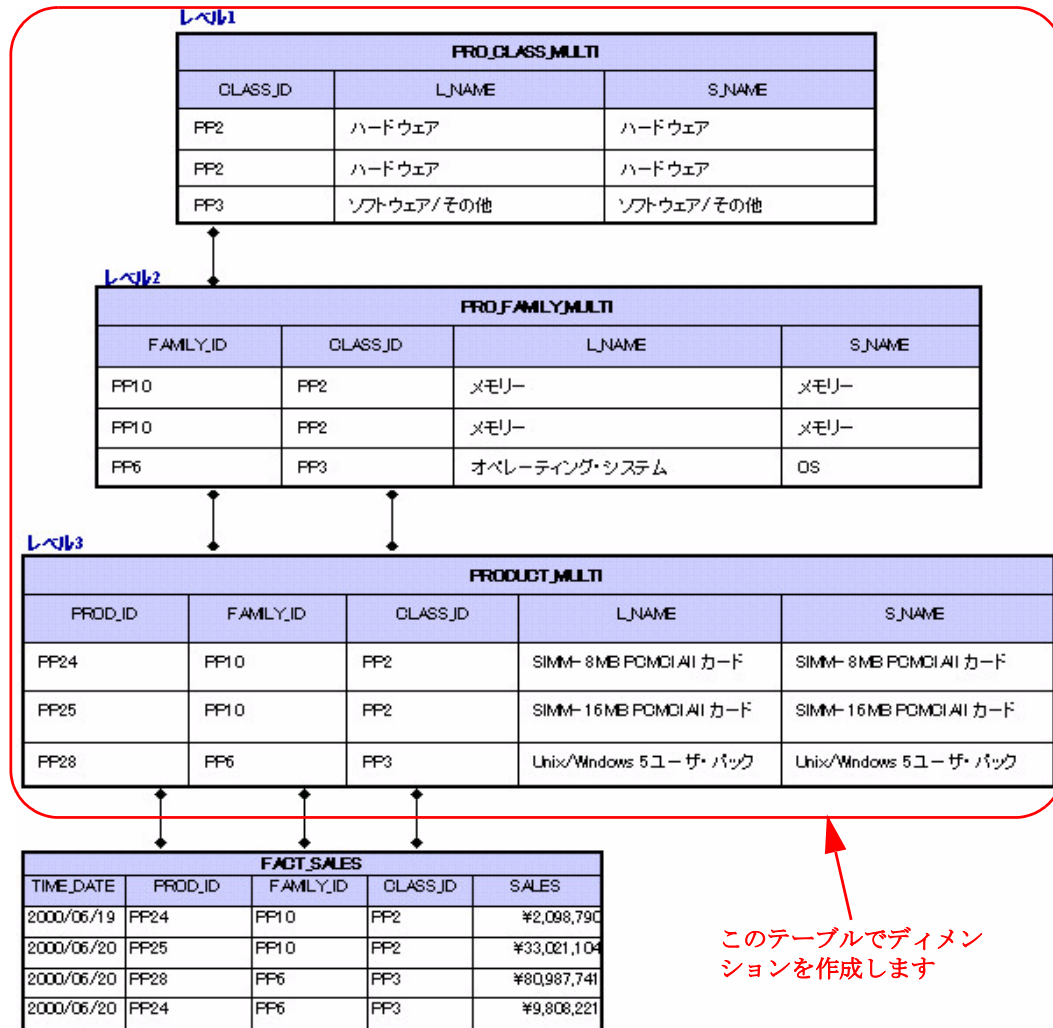 レベル1
PRO_CLASS_MULTI
CLASS_ID L_NAME S_NAME
PP2 ハードウェア ハードウェア
PP2 ハードウェア ハードウェア
PP3 ソフトウェア/その他 ソフトウェア/その他
レベル2
PRO_FAMILY_MULTI
FAMILY_ID CLASS_ID L_NAME S_NAME
PP10 PP2 メモリー メモリー
PP10 PP2 メモリー メモリー
PP6 PP3 オペレーティング・システム OS
レベル3
PRODUCT_MULTI
PROD_ID FAMILY_ID CLASS_ID L_NAME S_NAME
PP24 PP10 PP2 SIMM- 8MB PCMCIAII カード SIMM- 8MB PCMCIAII カード
PP25 PP10 PP2 SIMM- 16MB PCMCIAII カード SIMM- 16MB PCMCIAII カード
PP28 PP6 PP3 Unix/Windows 5ユーザ・パック Unix/Windows 5ユーザ・パック
FACT_SALES
TIME_DATE PROD_ID FAMILY_ID CLASS_ID SALES
2000/06/19 PP24 PP10 PP2 ¥2,098,790
2000/06/20 PP25 PP10 PP2 ¥33,021,104
2000/06/20 PP28 PP6 PP3 ¥80,987,741
2000/06/20 PP24 PP6 PP3 ¥9,808,221
このテーブルでディメン
ションを作成します